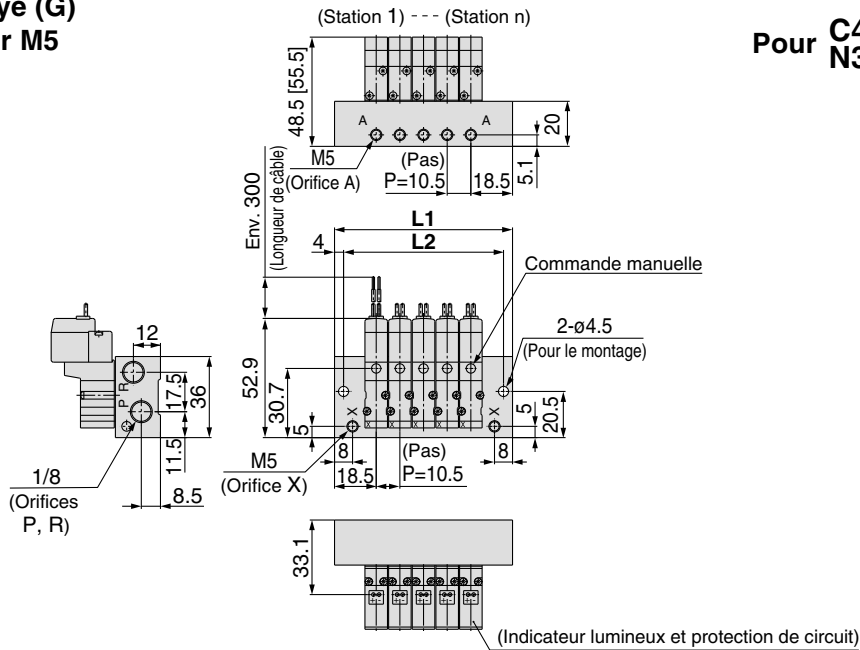 ye (G)
r M5
(Station 1) --- (Station n)
Pour C4
N3
48.5 [55.5]
A A
20
5.1
M5
(Orifice A)
(Pas)
P=10.5
18.5
Env. 300
(Longueur de câble)
L1
4
L2
Commande manuelle
2-ø4.5
(Pour le montage)
12
R
P
17.5
36
11.5
8.5
1/8
(Orifices
P, R)
52.9
30.7
5
X X
X X X X X
5
20.5
M5
(Orifice X)
8
18.5
(Pas)
P=10.5
8
33.1
(Indicateur lumineux et protection de circuit)